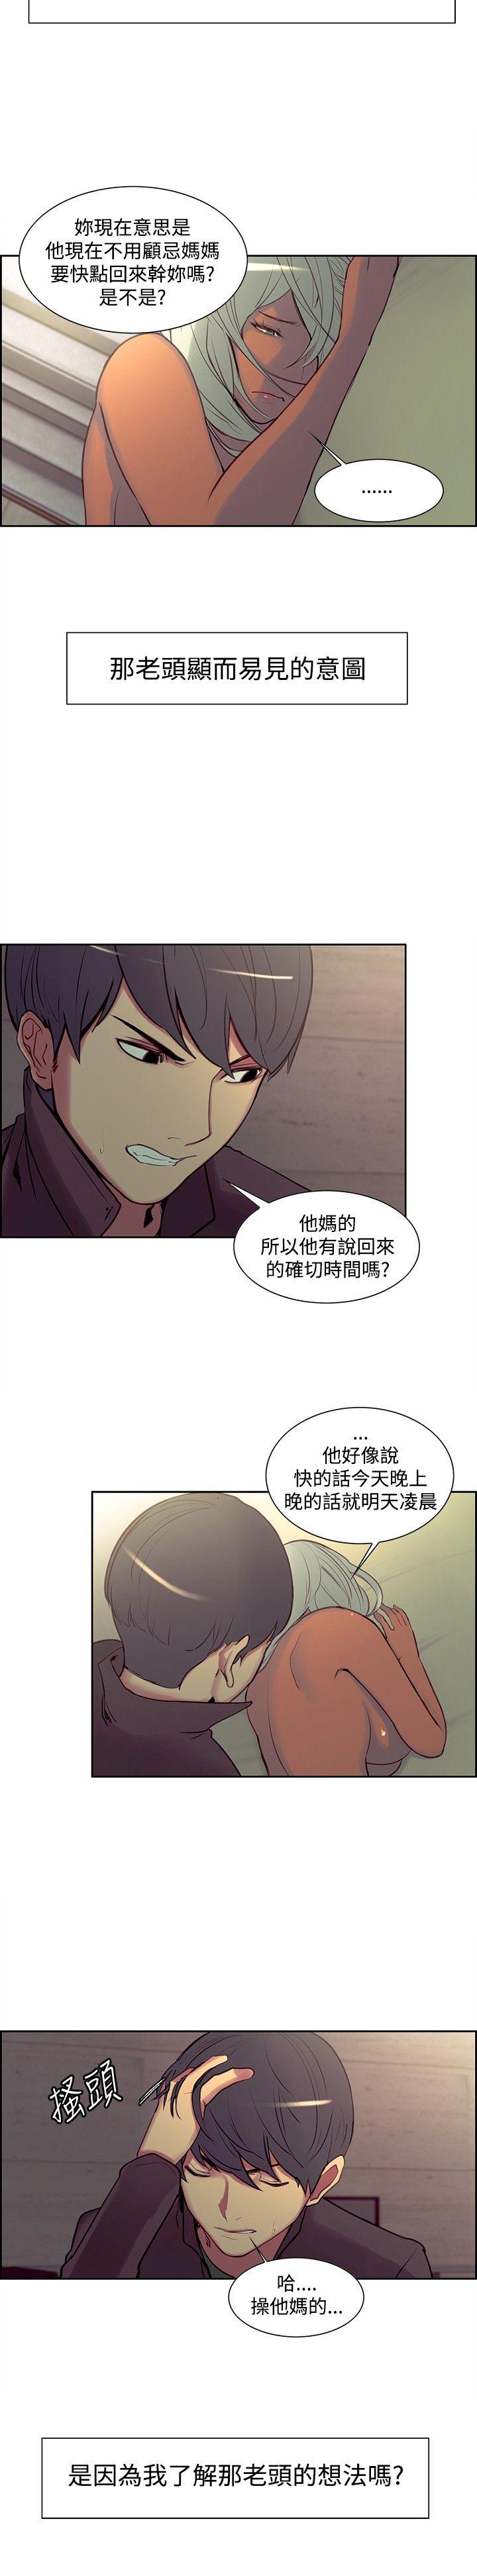 妳現在意思是
他現在不用顧忌媽媽
要快點回來幹妳嗎?
是不是?
......
那老頭顯而易見的意圖
他媽的
所以他有說回來
的確切時間嗎?
...
他好像說
快的話今天晚上
晚的話就明天凌晨
搔頭
哈....
操他媽的...
是因為我了解那老頭的想法嗎?